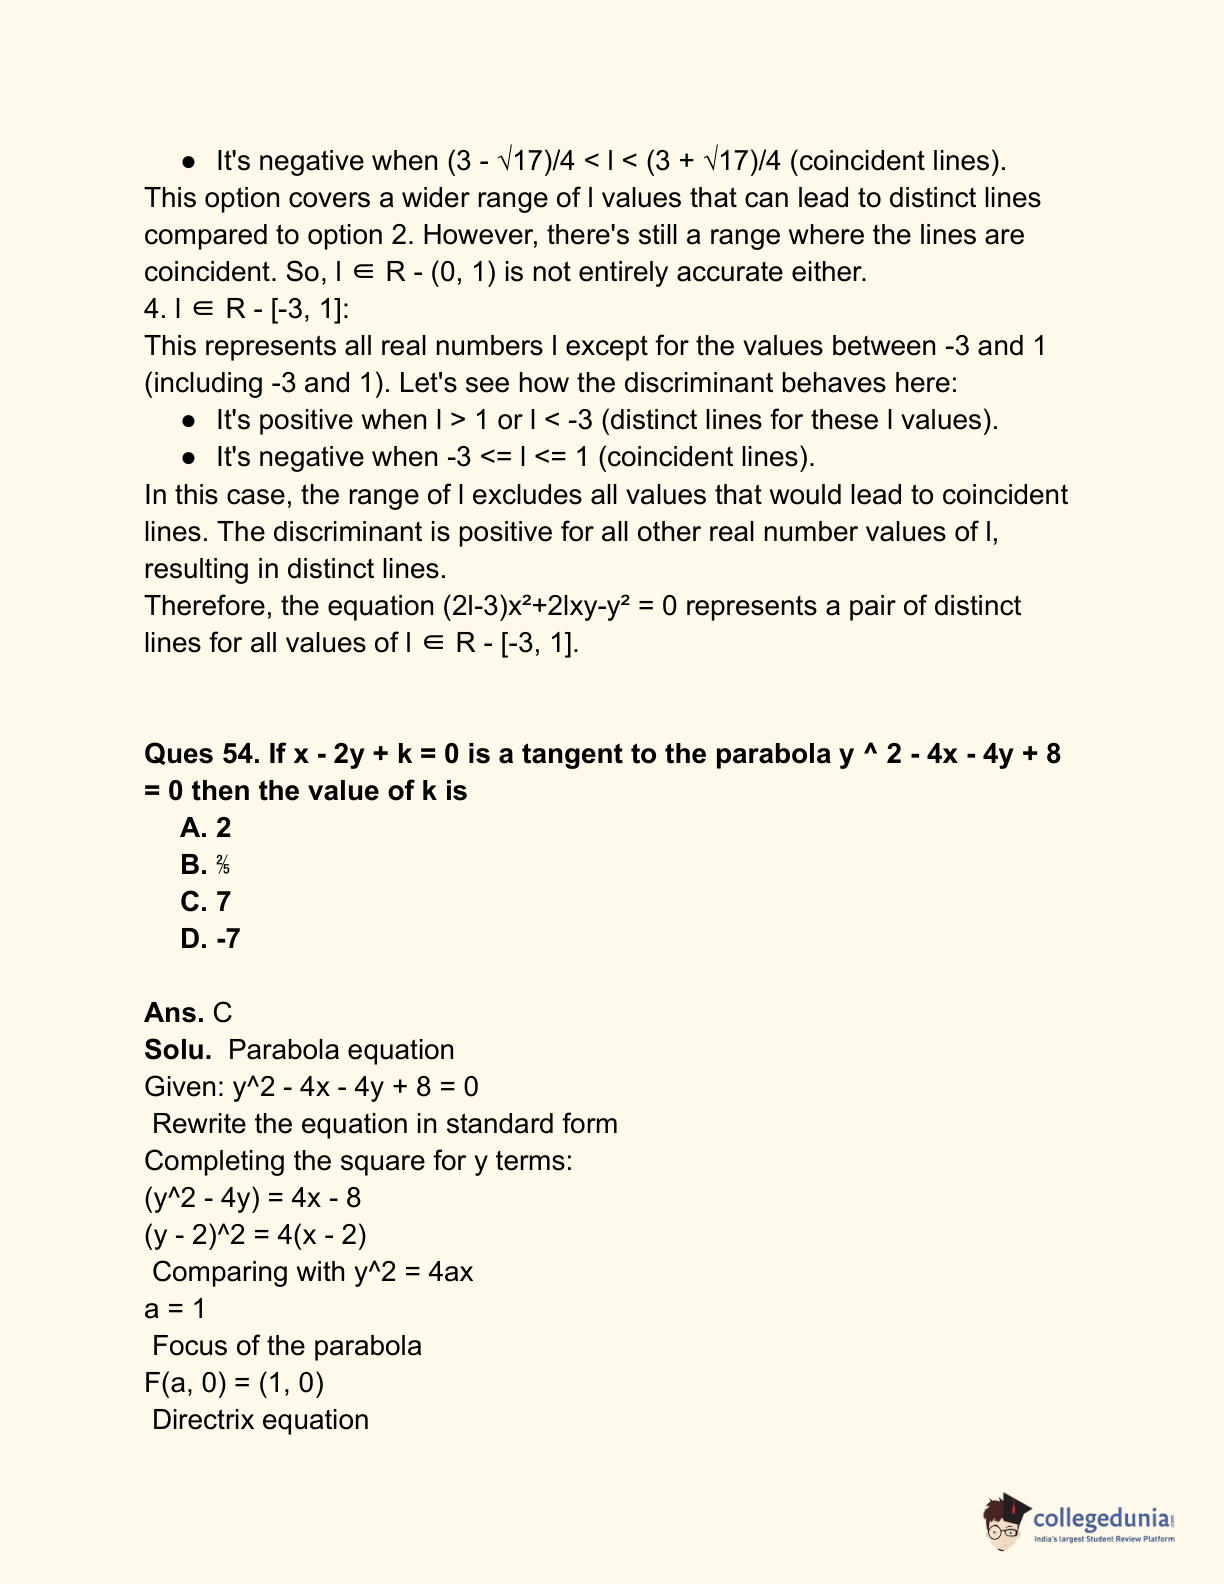 ● It's negative when (3 - √17)/4 < l < (3 + √17)/4 (coincident lines).
This option covers a wider range of l values that can lead to distinct lines
compared to option 2. However, there's still a range where the lines are
coincident. So, l ∈ R - (0, 1) is not entirely accurate either.
4. l ∈ R - [-3, 1]:
This represents all real numbers l except for the values between -3 and 1
(including -3 and 1). Let's see how the discriminant behaves here:
● It's positive when l > 1 or l < -3 (distinct lines for these l values).
● It's negative when -3 <= l <= 1 (coincident lines).
In this case, the range of l excludes all values that would lead to coincident
lines. The discriminant is positive for all other real number values of l,
resulting in distinct lines.
Therefore, the equation (2l-3)x²+2lxy-y² = 0 represents a pair of distinct
lines for all values of l ∈ R - [-3, 1].
Ques 54. If x - 2y + k = 0 is a tangent to the parabola y ^ 2 - 4x - 4y + 8
= 0 then the value of k is
A. 2
B. ⅖
C. 7
D. -7
Ans. C
Solu. Parabola equation
Given: y^2 - 4x - 4y + 8 = 0
Rewrite the equation in standard form
Completing the square for y terms:
(y^2 - 4y) = 4x - 8
(y - 2)^2 = 4(x - 2)
Comparing with y^2 = 4ax
a = 1
Focus of the parabola
F(a, 0) = (1, 0)
Directrix equation
collegedunia.com
India's largest Student Review Platform